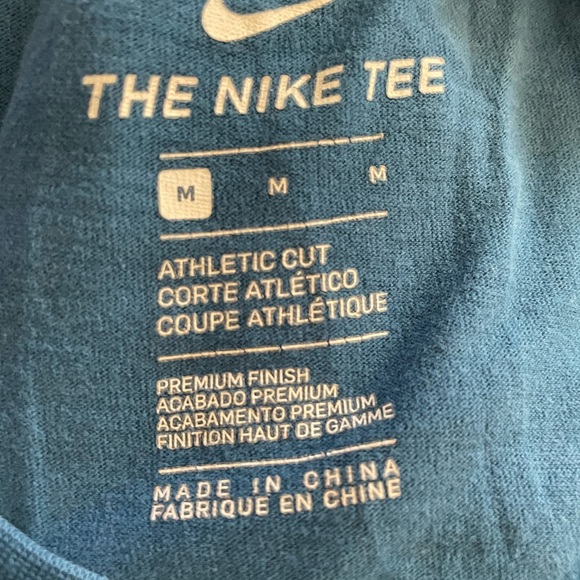 THE NIKE TEE
M M M
ATHLETIC CUT
CORTE ATLÉTICO
COUPE ATHLÉTIQUE
PREMIUM FINISH
ACABADO PREMIUM
ACABAMENTO PREMIUM
FINITION HAUT DE GAMME
MADE IN CHINA
FABRIQUE EN CHINE